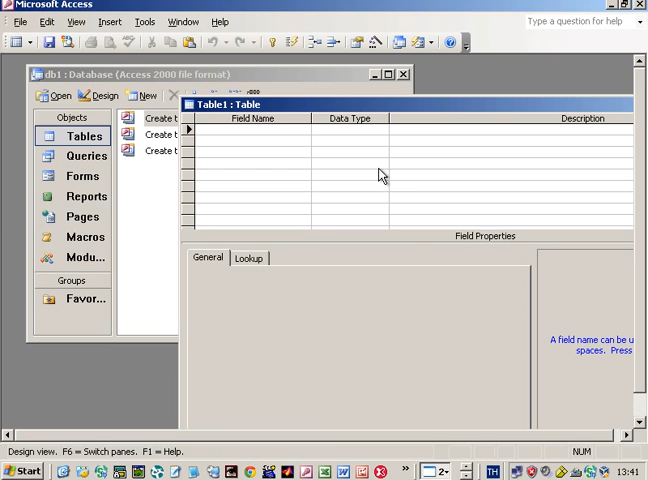 Microsoft Access
File Edit View Insert Tools Window Help
Type a question for help
db1 : Database (Access 2000 file format)
Open Design New
Table1 : Table
Objects
Create t
Field Name Data Type Description
Tables
Create t
Queries
Create t
Forms
Reports
Pages
Macros
Field Properties
Modu...
General Lookup
Groups
Favor...
A field name can be u
spaces. Press
Design view. F6 = Switch panes. F1 = Help.
NUM
Start
2
TH
13:41